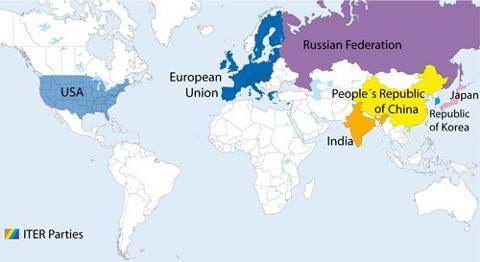 Russian Federation
USA
European
Union
People´s Republic
of China
Japan
Republic
of Korea
India
ITER Parties